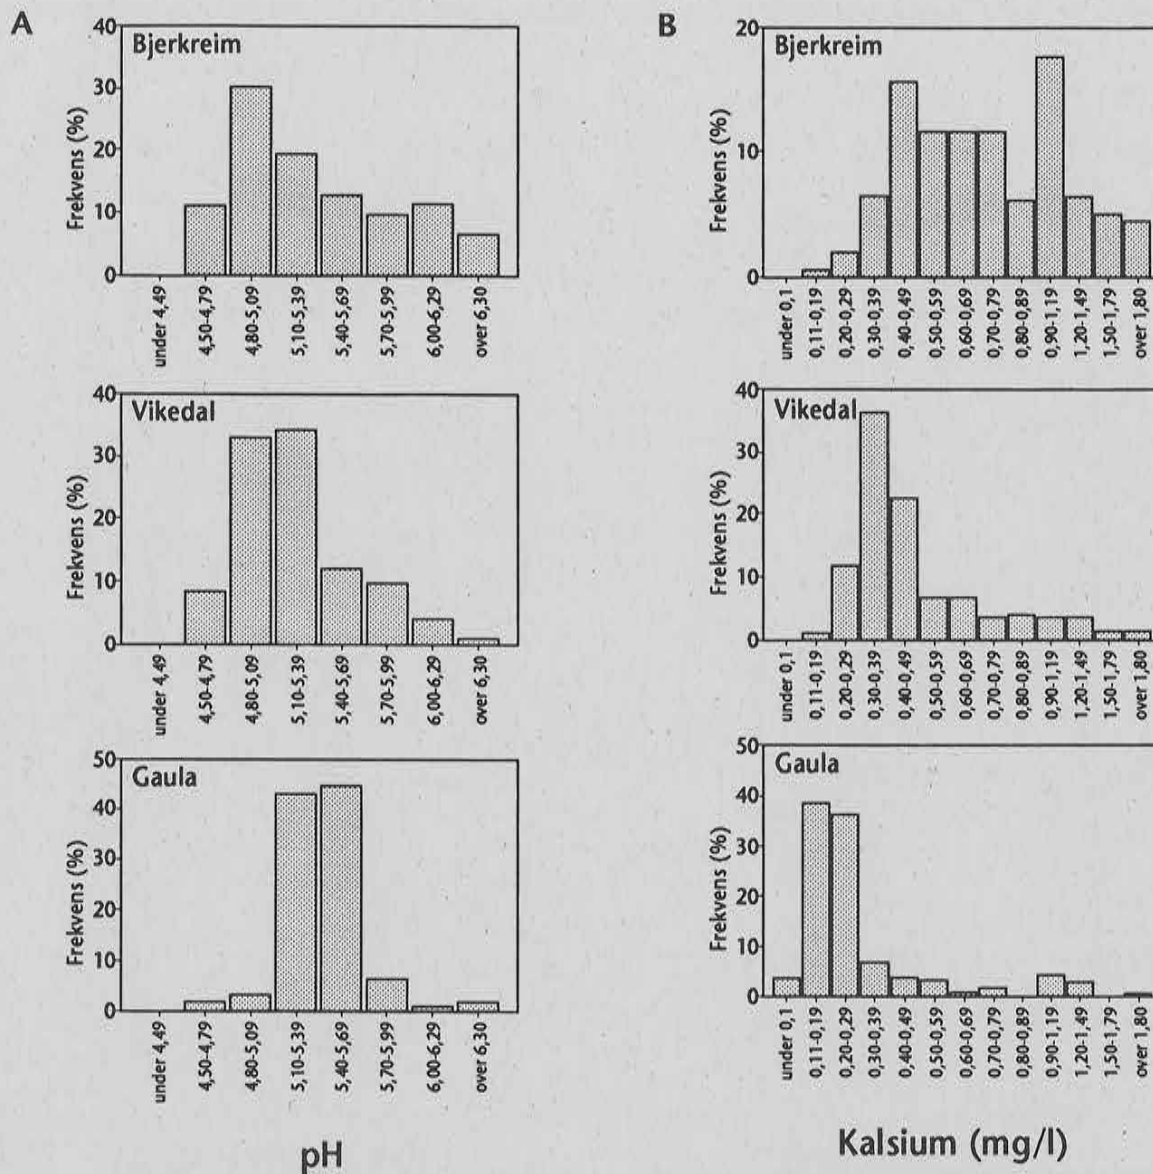 A
Bjerkreim
Frekvens (%)
40
30
20
10
0
under 4,49
4,50-4,79
4,80-5,09
5,10-5,39
5,40-5,69
5,70-5,99
6,00-6,29
over 6,30
Vikedal
Frekvens (%)
40
30
20
10
0
under 4,49
4,50-4,79
4,80-5,09
5,10-5,39
5,40-5,69
5,70-5,99
6,00-6,29
over 6,30
Gaula
Frekvens (%)
50
40
30
20
10
0
under 4,49
4,50-4,79
4,80-5,09
5,10-5,39
5,40-5,69
5,70-5,99
6,00-6,29
over 6,30
pH
B
Bjerkreim
Frekvens (%)
20
10
0
under 0,1
0,11-0,19
0,20-0,29
0,30-0,39
0,40-0,49
0,50-0,59
0,60-0,69
0,70-0,79
0,80-0,89
0,90-1,19
1,20-1,49
1,50-1,79
over 1,80
Vikedal
Frekvens (%)
40
30
20
10
0
under 0,1
0,11-0,19
0,20-0,29
0,30-0,39
0,40-0,49
0,50-0,59
0,60-0,69
0,70-0,79
0,80-0,89
0,90-1,19
1,20-1,49
1,50-1,79
over 1,80
Gaula
Frekvens (%)
50
40
30
20
10
0
under 0,1
0,11-0,19
0,20-0,29
0,30-0,39
0,40-0,49
0,50-0,59
0,60-0,69
0,70-0,79
0,80-0,89
0,90-1,19
1,20-1,49
1,50-1,79
over 1,80
Kalsium (mg/l)